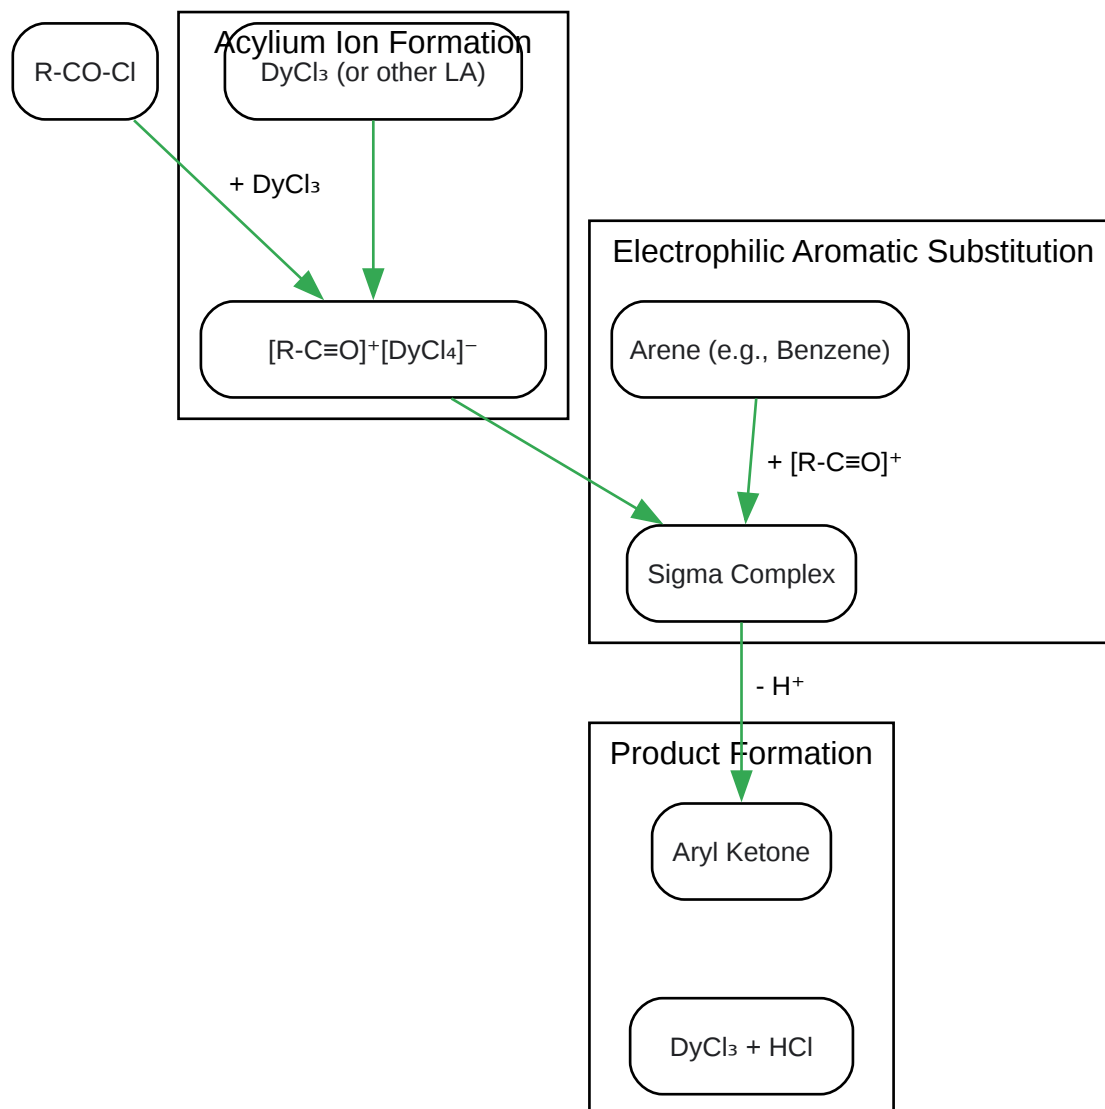 Acylium Ion Formation
R-CO-Cl
DyCl₃ (or other LA)
+ DyCl₃
[R-C≡O]⁺[DyCl₄]⁻
Electrophilic Aromatic Substitution
Arene (e.g., Benzene)
+ [R-C≡O]⁺
Sigma Complex
- H⁺
Product Formation
Aryl Ketone
DyCl₃ + HCl